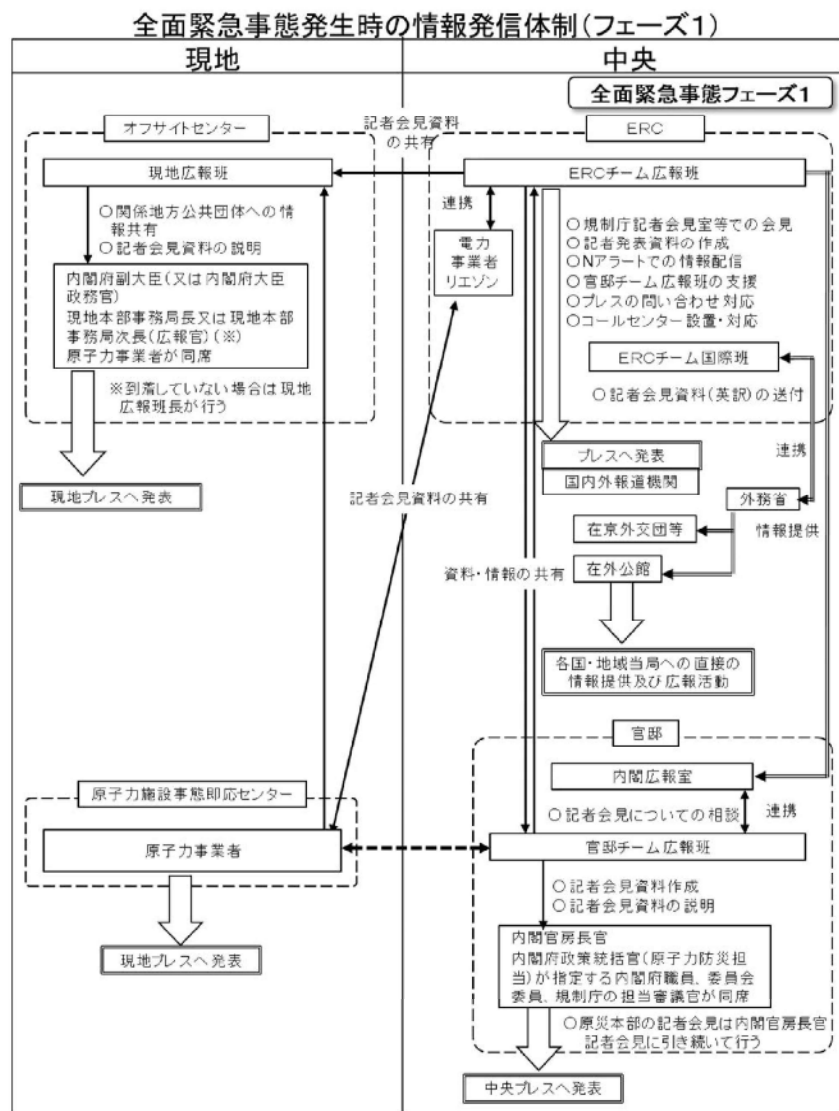 全面緊急事態発生時の情報発信体制(フェーズ1)
現地
中央
全面緊急事態フェーズ1
オフサイトセンター
記者会見資料
の共有
ERC
現地広報班
ERCチーム広報班
○関係地方公共団体への情
報共有
○記者会見資料の説明
連携
電力
事業者
リエゾン
○規制庁記者会見室等での会見
○記者発表資料の作成
○Nアラートでの情報配信
○官邸チーム広報班の支援
○プレスの問い合わせ対応
○コールセンター設置・対応
内閣府副大臣(又は内閣府大臣
政務官)
現地本部事務局長又は現地本部
事務局次長(広報官)(※)
原子力事業者が同席
※到着していない場合は現地
広報班長が行う
ERCチーム国際班
○記者会見資料(英訳)の送付
連携
現地プレスへ発表
プレスへ発表
国内外報道機関
記者会見資料の共有
外務省
在京外交団等
情報提供
資料・情報の共有
在外公館
各国・地域当局への直接の
情報提供及び広報活動
官邸
内閣広報室
原子力施設事態即応センター
○記者会見についての相談
連携
原子力事業者
官邸チーム広報班
○記者会見資料作成
○記者会見資料の説明
現地プレスへ発表
内閣官房長官
内閣府政策統括官(原子力防災担
当)が指定する内閣府職員、委員会
委員、規制庁の担当審議官が同席
○原災本部の記者会見は内閣官房長官
記者会見に引き続いて行う
中央プレスへ発表